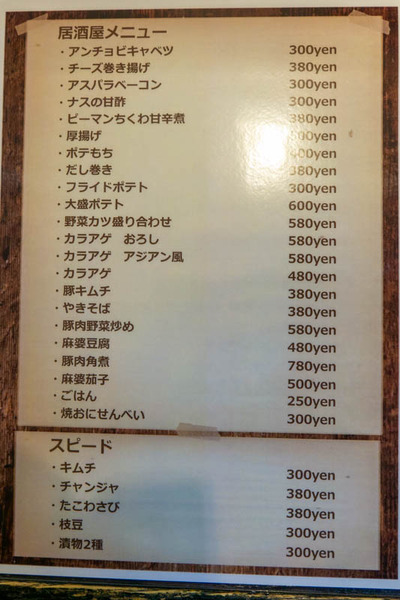 居酒屋メニュー
・アンチョビキャベツ 300yen
・チーズ巻き揚げ 380yen
・アスパラベーコン 300yen
・ナスの甘酢 300yen
・ピーマンちくわ甘辛煮 380yen
・厚揚げ
・ポテもち
・だし巻き 380yen
・フライドポテト 300yen
・大盛ポテト 600yen
・野菜カツ盛り合わせ 580yen
・カラアゲ おろし 580yen
・カラアゲ アジアン風 580yen
・カラアゲ 480yen
・豚キムチ 380yen
・やきそば 380yen
・豚肉野菜炒め 580yen
・麻婆豆腐 480yen
・豚肉角煮 780yen
・麻婆茄子 500yen
・ごはん 250yen
・焼おにせんべい 300yen
スピード
・キムチ 300yen
・チャンジャ 380yen
・たこわさび 380yen
・枝豆 300yen
・漬物2種 300yen